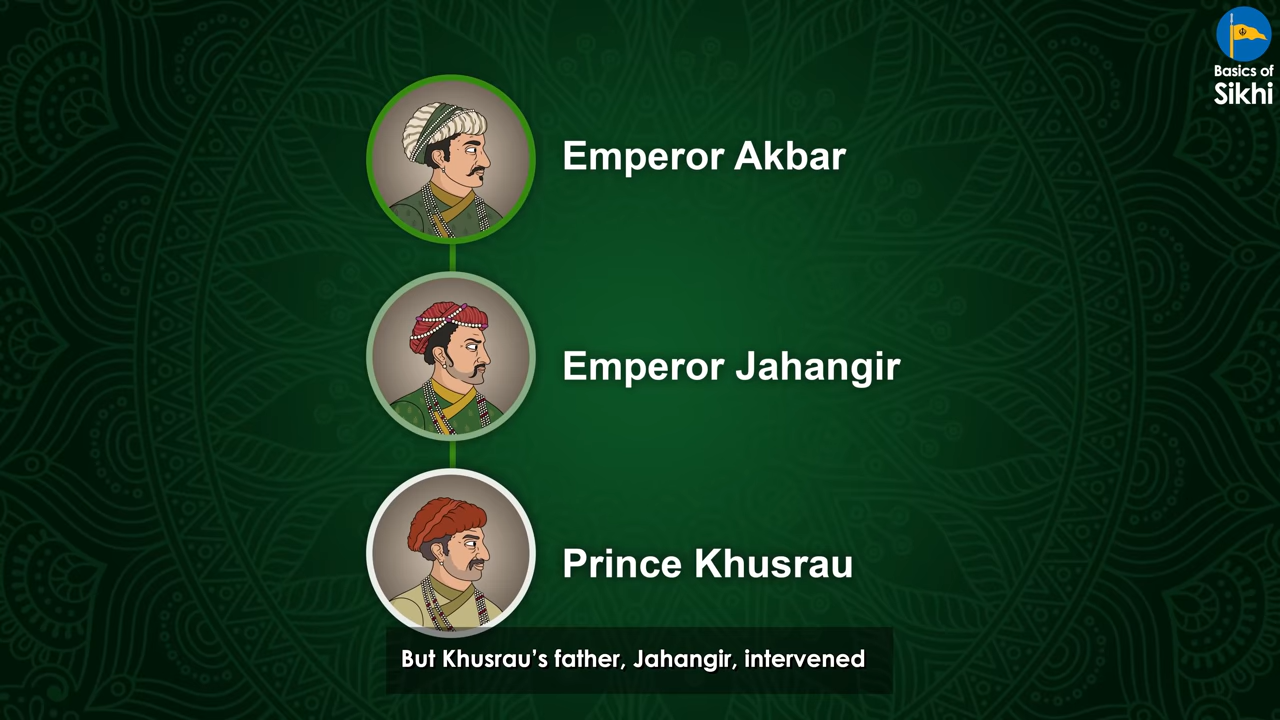 Basics of
Sikhi
Emperor Akbar
Emperor Jahangir
Prince Khusrau
But Khusrau's father, Jahangir, intervened